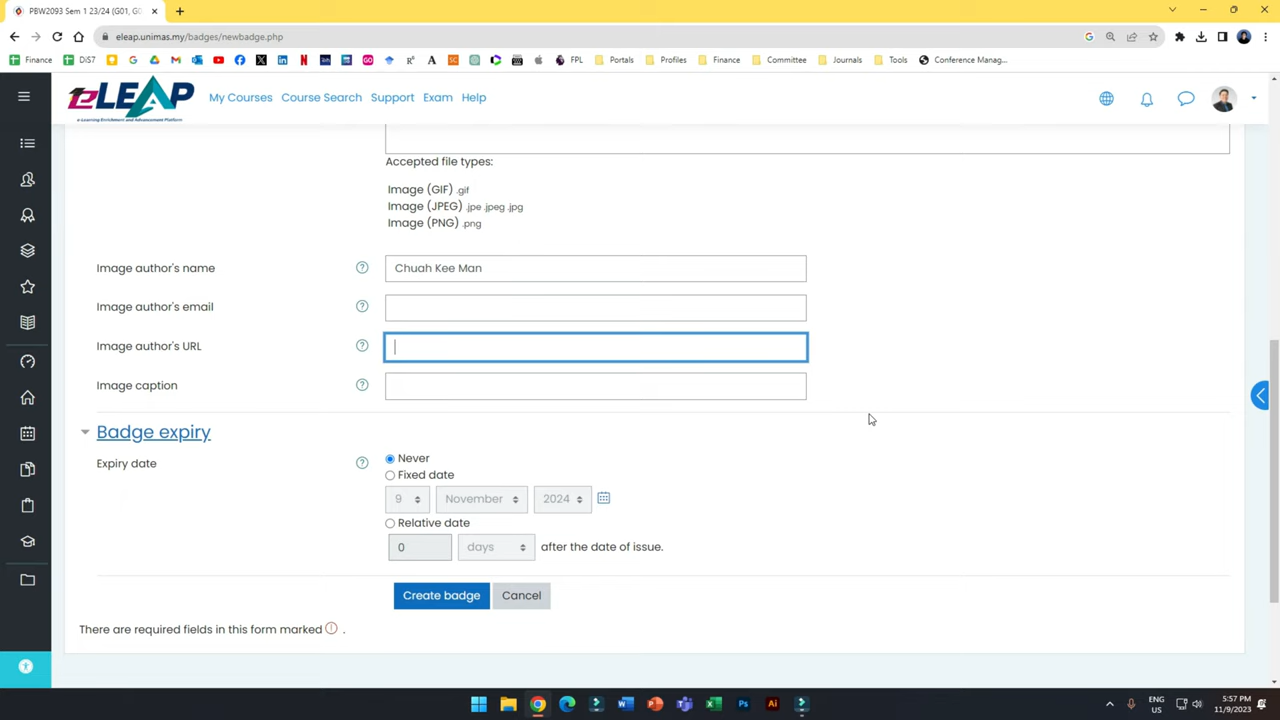 PBW2093 Sem 1 23/24 (G01, G01
eleap.unimas.my/badges/newbadge.php
Finance DiS7 FPL Portals Profiles Finance Committee Journals Tools Conference Manag...
eLEAP My Courses Course Search Support Exam Help
e-Learning Enrichment and Advancement Platform
Accepted file types:
Image (GIF) .gif
Image (JPEG) .jpe .jpeg .jpg
Image (PNG) .png
Image author's name Chuah Kee Man
Image author's email
Image author's URL
Image caption
Badge expiry
Expiry date Never
Fixed date
9 November 2024
Relative date
0 days after the date of issue.
Create badge Cancel
There are required fields in this form marked .
ENG
US
5:57 PM
11/9/2023